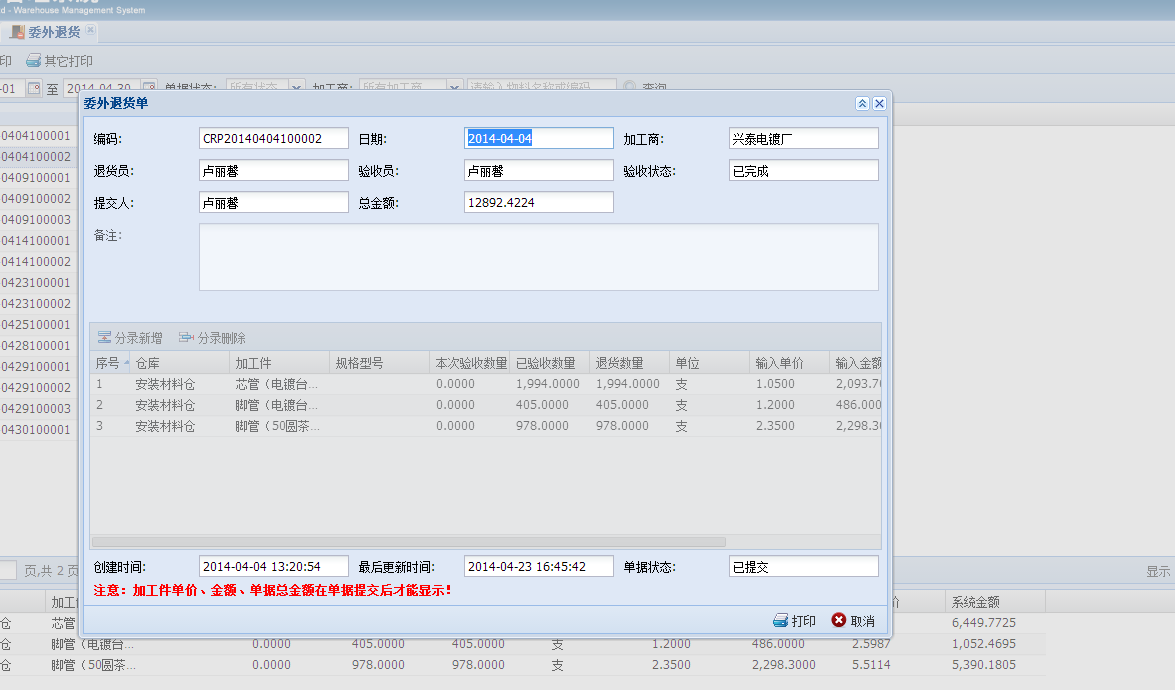 d - Warehouse Management System
委外退货
印 其它打印
-01 至 2014-04-30 单据状态: 所有状态 加工商: 所有加工商 请输入物料名称或编码 查询
委外退货单
编码: CRP20140404100002 日期: 2014-04-04 加工商: 兴泰电镀厂
退货员: 卢丽馨 验收员: 卢丽馨 验收状态: 已完成
提交人: 卢丽馨 总金额: 12892.4224
备注:
0404100001
0404100002
0409100001
0409100002
0409100003
0414100001
0414100002
0423100001
0423100002
0425100001
0428100001
0429100001
0429100002
0429100003
0430100001
分录新增 分录删除
序号 仓库 加工件 规格型号 本次验收数量 已验收数量 退货数量 单位 输入单价 输入金额
1 安装材料仓 芯管（电镀台... 0.0000 1,994.0000 1,994.0000 支 1.0500 2,093.70
2 安装材料仓 脚管（电镀台... 0.0000 405.0000 405.0000 支 1.2000 486.000
3 安装材料仓 脚管（50圆茶... 0.0000 978.0000 978.0000 支 2.3500 2,298.30
创建时间: 2014-04-04 13:20:54 最后更新时间: 2014-04-23 16:45:42 单据状态: 已提交
注意：加工件单价、金额、单据总金额在单据提交后才能显示！
打印 取消
页,共 2 页 显示
加工 价 系统金额
仓 芯管 6,449.7725
仓 脚管（电镀台... 0.0000 405.0000 405.0000 支 1.2000 486.0000 2.5987 1,052.4695
仓 脚管（50圆茶... 0.0000 978.0000 978.0000 支 2.3500 2,298.3000 5.5114 5,390.1805